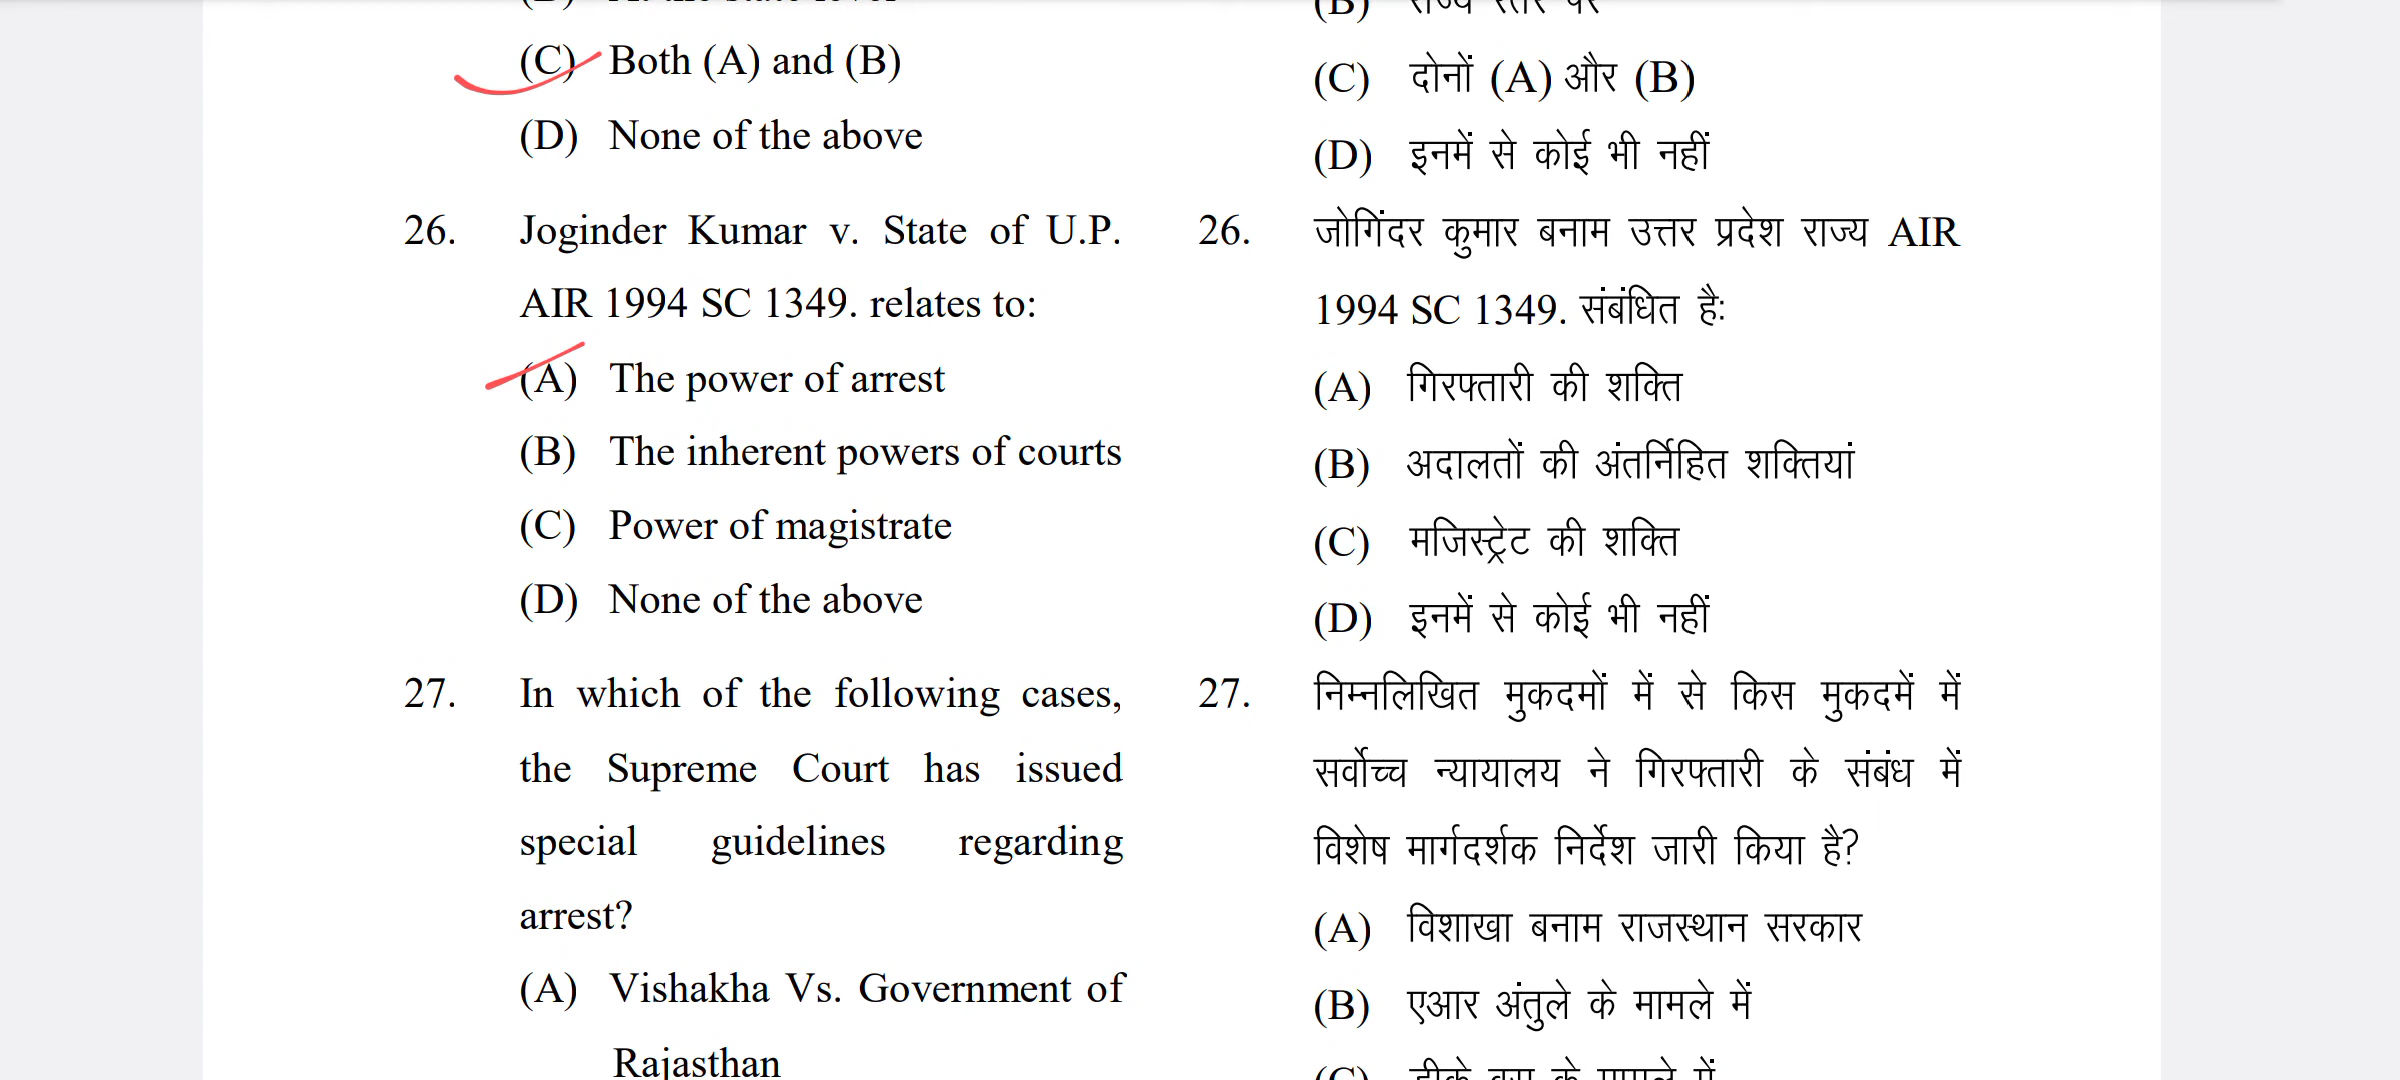 (C) Both (A) and (B)
(D) None of the above
26. Joginder Kumar v. State of U.P.
AIR 1994 SC 1349. relates to:
(A) The power of arrest
(B) The inherent powers of courts
(C) Power of magistrate
(D) None of the above
27. In which of the following cases,
the Supreme Court has issued
special guidelines regarding
arrest?
(A) Vishakha Vs. Government of
Rajasthan
(B) राज्य स्तर पर
(C) दोनों (A) और (B)
(D) इनमें से कोई भी नहीं
26. जोगिंदर कुमार बनाम उत्तर प्रदेश राज्य AIR
1994 SC 1349. संबंधित है:
(A) गिरफ्तारी की शक्ति
(B) अदालतों की अंतर्निहित शक्तियां
(C) मजिस्ट्रेट की शक्ति
(D) इनमें से कोई भी नहीं
27. निम्नलिखित मुकदमों में से किस मुकदमें में
सर्वोच्च न्यायालय ने गिरफ्तारी के संबंध में
विशेष मार्गदर्शक निर्देश जारी किया है?
(A) विशाखा बनाम राजस्थान सरकार
(B) एआर अंतुले के मामले में